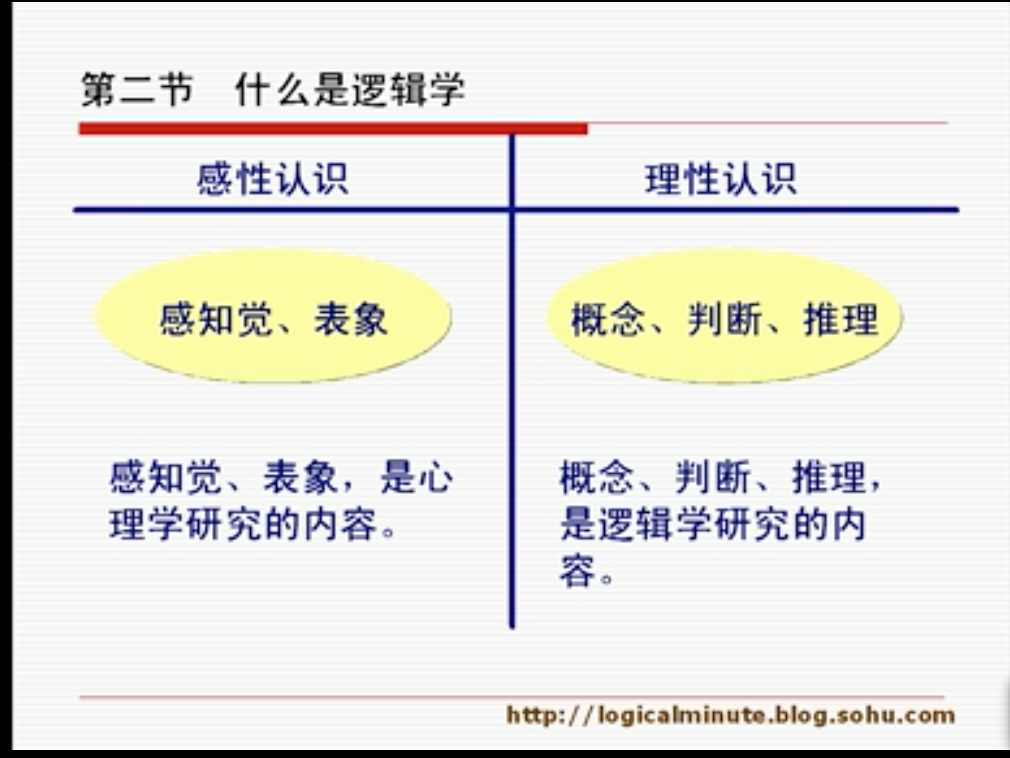 第二节　什么是逻辑学
感性认识
理性认识
感知觉、表象
概念、判断、推理
感知觉、表象，是心
理学研究的内容。
概念、判断、推理，
是逻辑学研究的内
容。
http://logicalminute.blog.sohu.com